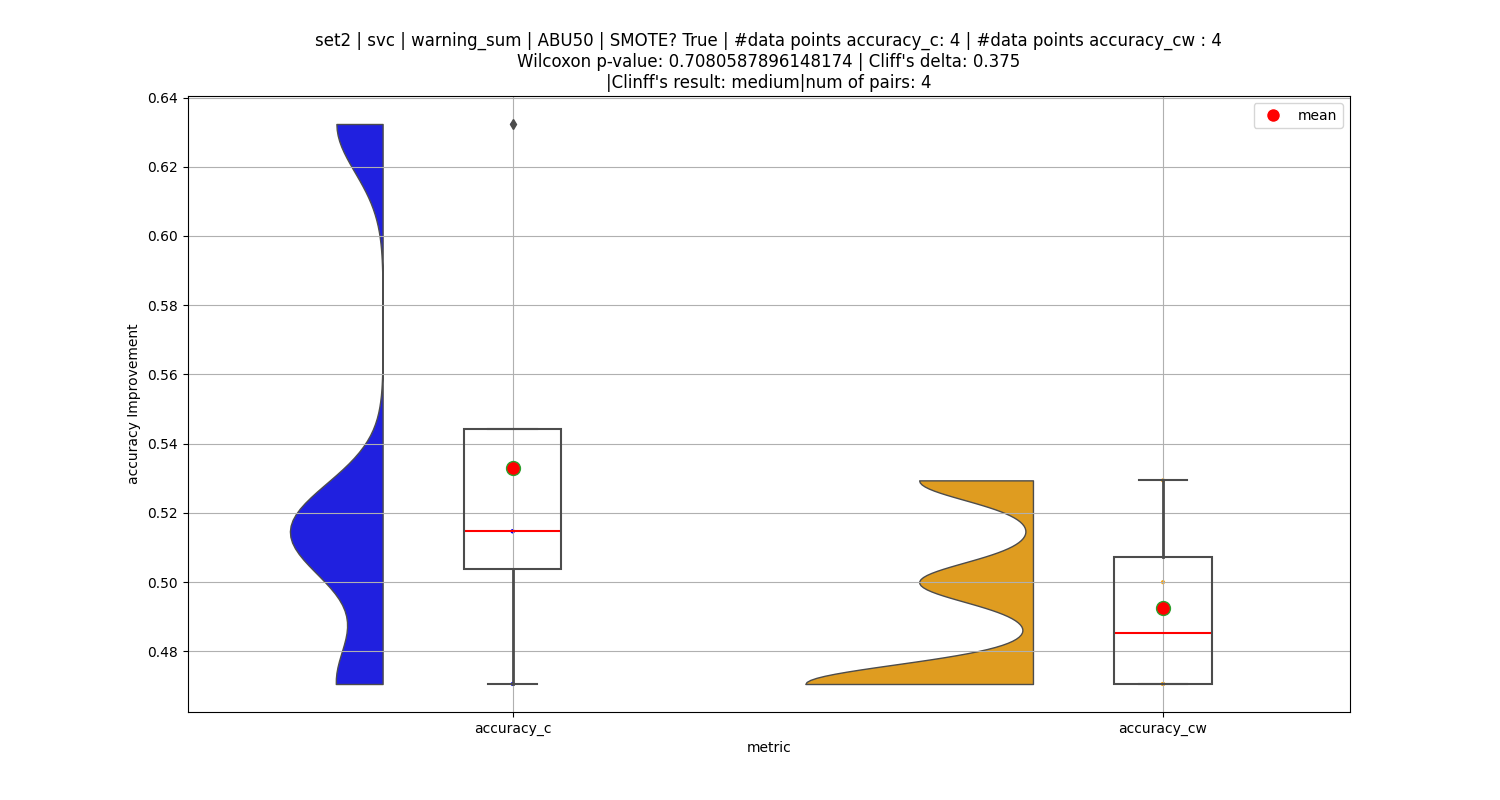 set2 | svc | warning_sum | ABU50 | SMOTE? True | #data points accuracy_c: 4 | #data points accuracy_cw : 4
Wilcoxon p-value: 0.7080587896148174 | Cliff's delta: 0.375
|Clinff's result: medium|num of pairs: 4
mean
0.64
0.62
0.60
0.58
0.56
0.54
0.52
0.50
0.48
accuracy Improvement
accuracy_c
accuracy_cw
metric